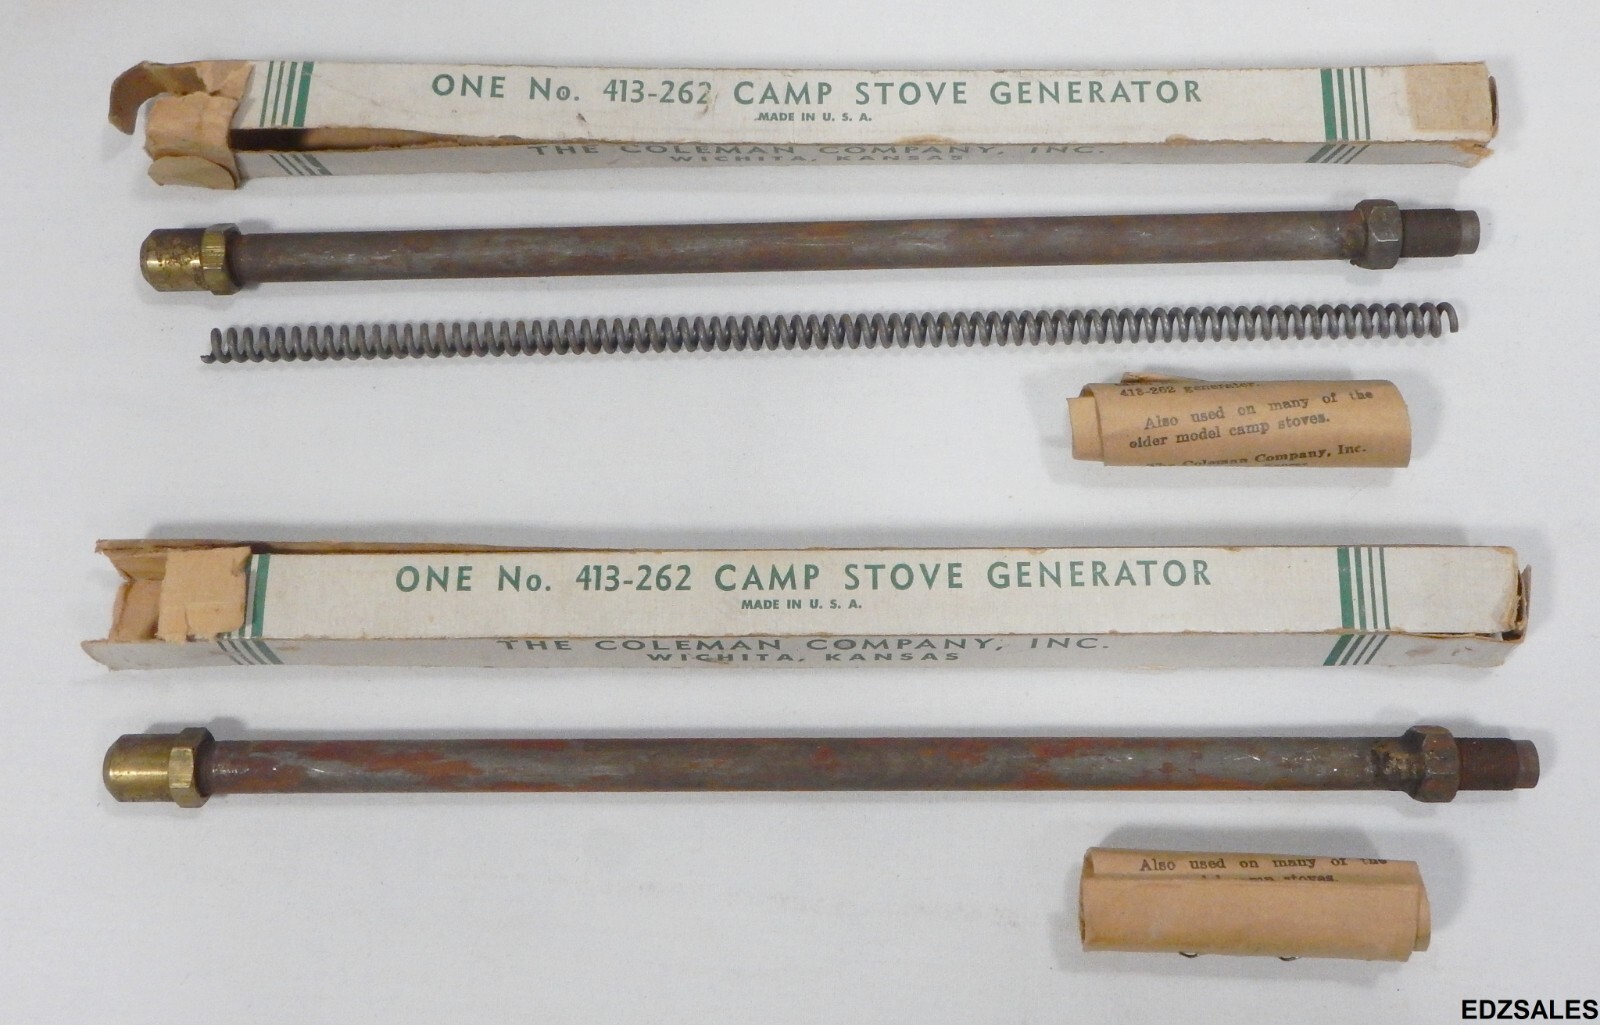 ONE No. 413-262 CAMP STOVE GENERATOR
MADE IN U. S. A.
THE COLEMAN COMPANY, INC.
WICHITA, KANSAS
413-262 generator.
Also used on many of the
older model camp stoves.
The Coleman Company, Inc.
ONE No. 413-262 CAMP STOVE GENERATOR
MADE IN U. S. A.
THE COLEMAN COMPANY, INC.
WICHITA, KANSAS
Also used on many of the
camp stoves.
EDZSALES